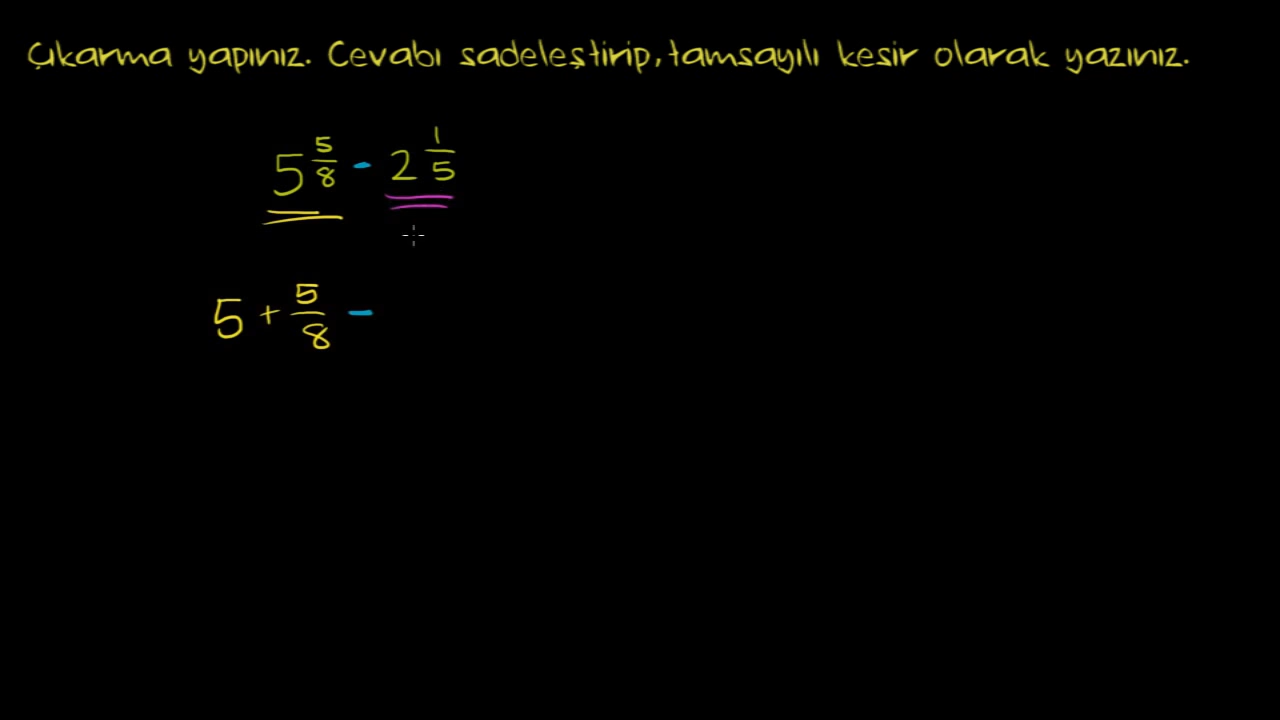 Çıkarma yapınız. Cevabı sadeleştirip, tamsayılı kesir olarak yazınız.
5 5/8 - 2 1/5
5 + 5/8 -